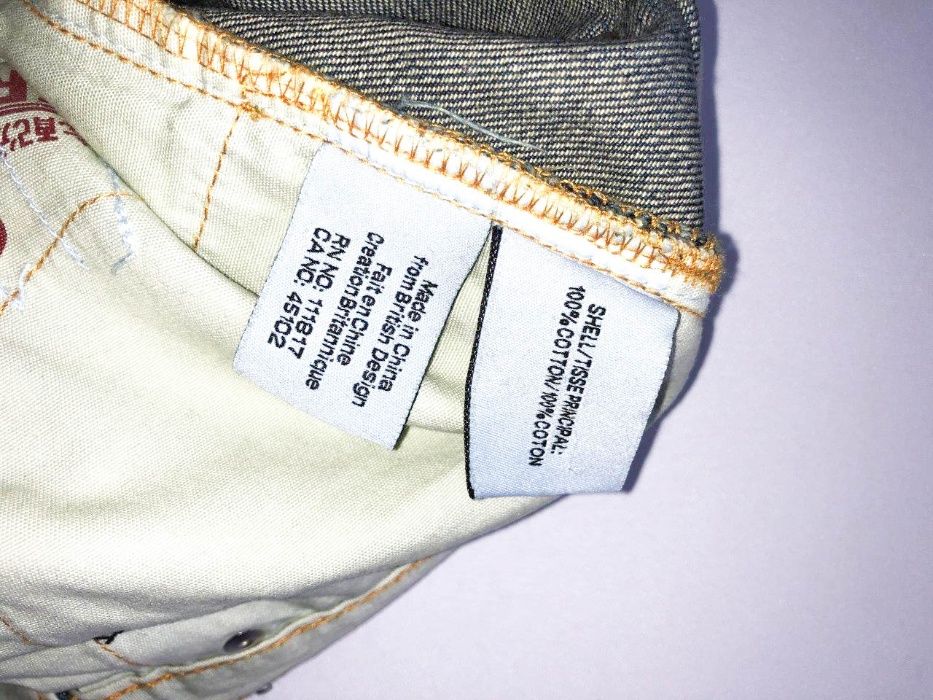 Made in China
from British Design
Fait en Chine
Creation Britannique
RN NO: 111817
CA NO: 45102
SHELL/TISSE PRINCIPAL:
100% COTTON/100% COTON